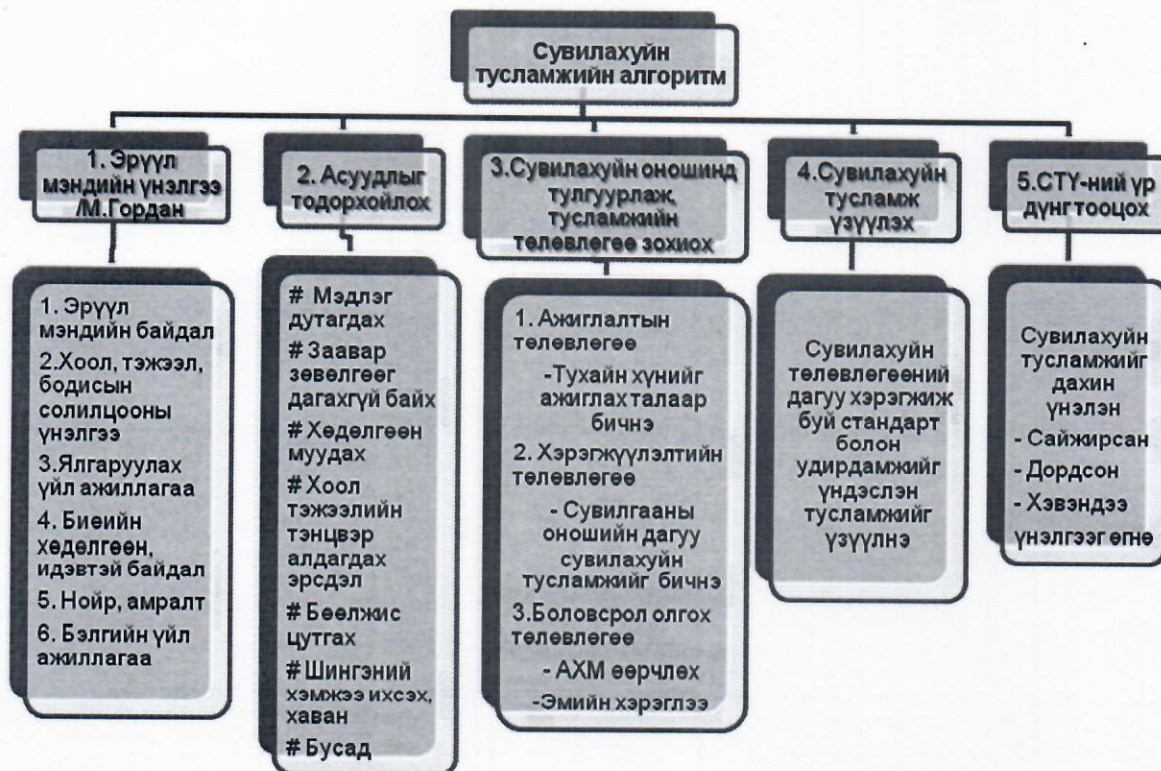 Сувилахуйн
тусламжийн алгоритм
1. Эрүүл
мэндийн үнэлгээ
/М.Гордан
2. Асуудлыг
тодорхойлох
3.Сувилахуйн оношинд
тулгуурлаж,
тусламжийн
төлөвлөгөө зохиох
4.Сувилахуйн
тусламж
үзүүлэх
5.СТҮ-ний үр
дүнг тооцох
1. Эрүүл
мэндийн байдал
2.Хоол, тэжээл,
бодисын
солилцооны
үнэлгээ
3.Ялгаруулах
үйл ажиллагаа
4. Биеийн
хөдөлгөөн,
идэвтэй байдал
5. Нойр, амралт
6. Бэлгийн үйл
ажиллагаа
# Мэдлэг
дутагдах
# Заавар
зөвөлгөөг
дагахгүй байх
# Хөдөлгөөн
муудах
# Хоол
тэжээлийн
тэнцвэр
алдагдах
эрсдэл
# Бөөлжис
цутгах
# Шингэний
хэмжээ ихсэх,
хаван
# Бусад
1. Ажиглалтын
төлөвлөгөө
-Тухайн хүнийг
ажиглах талаар
бичнэ
2. Хэрэгжүүлэлтийн
төлөвлөгөө
- Сувилгааны
оношийн дагуу
сувилахуйн
тусламжийг бичнэ
3.Боловсрол олгох
төлөвлөгөө
- АХМ өөрчлөх
-Эмийн хэрэглээ
Сувилахуйн
төлөвлөгөөний
дагуу хэрэгжиж
буй стандарт
болон
удирдамжийг
үндэслэн
тусламжийг
үзүүлнэ
Сувилахуйн
тусламжийг
дахин
үнэлэн
- Сайжирсан
- Дордсон
- Хэвэндээ
үнэлгээг өгнө